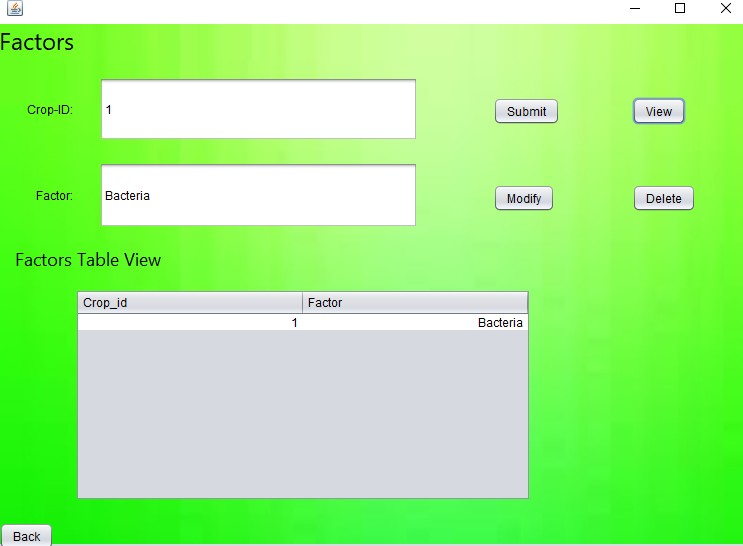 Factors
Crop-ID: 1 Submit View
Factor: Bacteria Modify Delete
Factors Table View
Crop_id Factor
1 Bacteria
Back